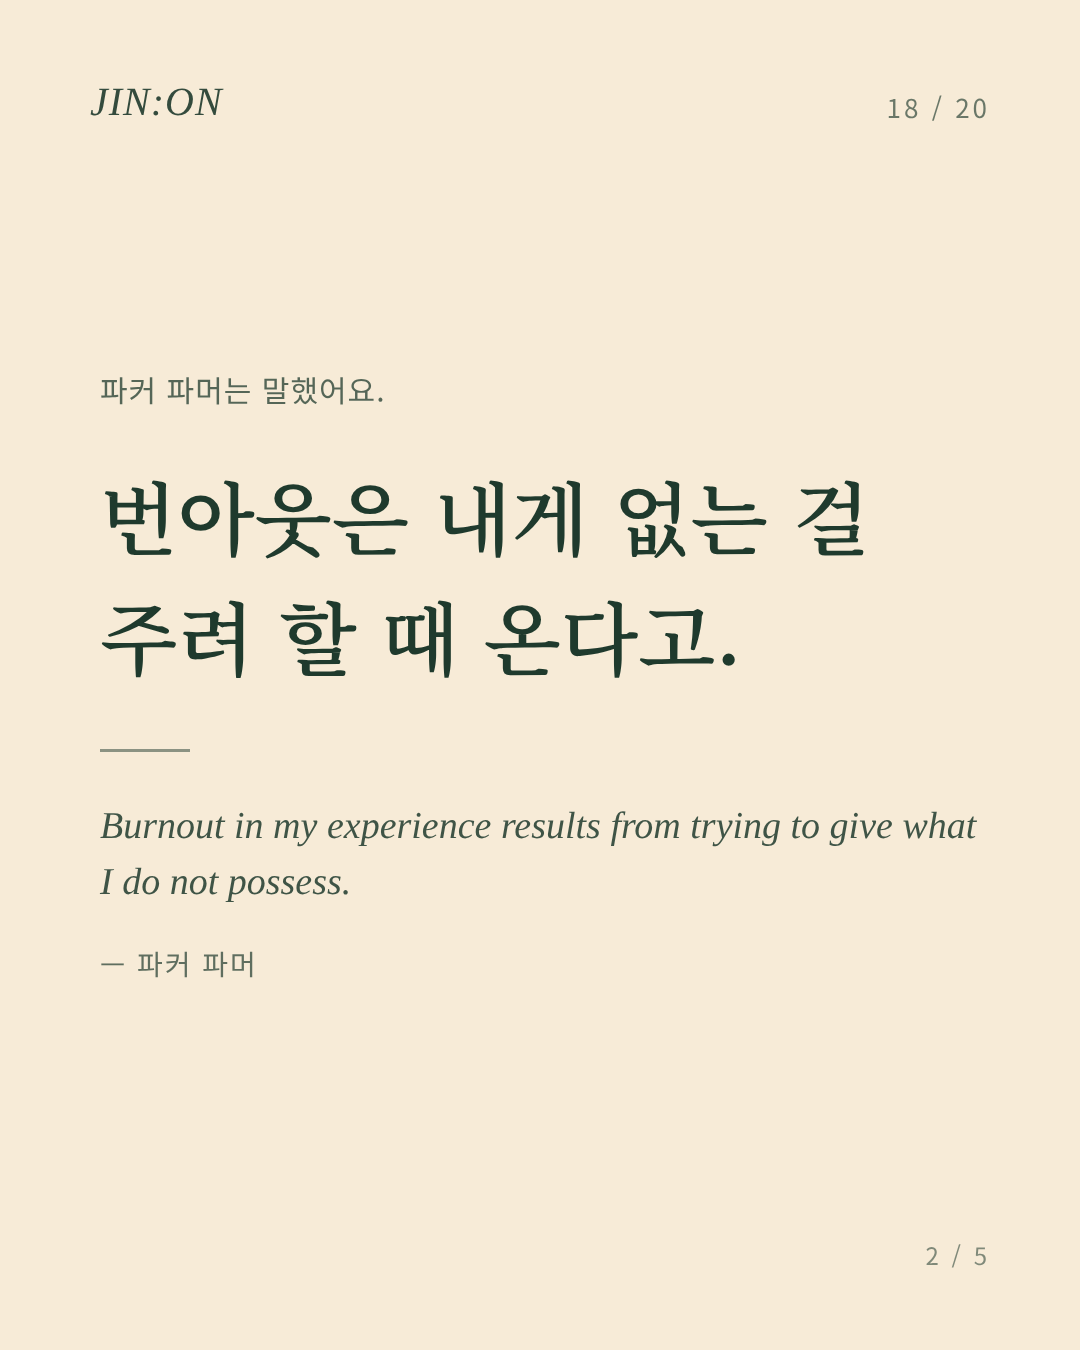 JIN:ON
18 / 20
파커 파머는 말했어요.
번아웃은 내게 없는 걸
주려 할 때 온다고.
Burnout in my experience results from trying to give what
I do not possess.
— 파커 파머
2 / 5